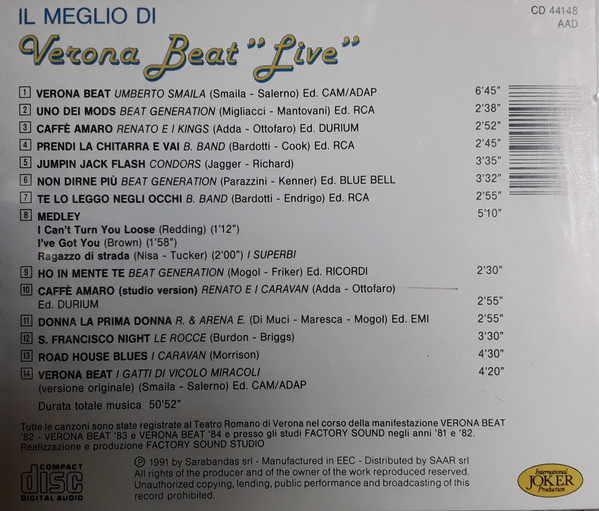 IL MEGLIO DI
CD 44148
AAD
Verona Beat "Live"
1 VERONA BEAT UMBERTO SMAILA (Smaila - Salerno) Ed. CAM/ADAP 6'45"
2 UNO DEI MODS BEAT GENERATION (Migliacci - Mantovani) Ed. RCA 2'38"
3 CAFFÈ AMARO RENATO E I KINGS (Adda - Ottofaro) Ed. DURIUM 2'52"
4 PRENDI LA CHITARRA E VAI B. BAND (Bardotti - Cook) Ed. RCA 2'45"
5 JUMPIN JACK FLASH CONDORS (Jagger - Richard) 3'35"
6 NON DIRNE PIÙ BEAT GENERATION (Parazzini - Kenner) Ed. BLUE BELL 3'32"
7 TE LO LEGGO NEGLI OCCHI B. BAND (Bardotti - Endrigo) Ed. RCA 2'55"
8 MEDLEY 5'10"
I Can't Turn You Loose (Redding) (1'12")
I've Got You (Brown) (1'58")
Ragazzo di strada (Nisa - Tucker) (2'00") I SUPERBI
9 HO IN MENTE TE BEAT GENERATION (Mogol - Friker) Ed. RICORDI 2'30"
10 CAFFÈ AMARO (studio version) RENATO E I CARAVAN (Adda - Ottofaro)
Ed. DURIUM 2'55"
11 DONNA LA PRIMA DONNA R. & ARENA E. (Di Muci - Maresca - Mogol) Ed. EMI 2'55"
12 S. FRANCISCO NIGHT LE ROCCE (Burdon - Briggs) 3'30"
13 ROAD HOUSE BLUES I CARAVAN (Morrison) 4'30"
14 VERONA BEAT I GATTI DI VICOLO MIRACOLI 4'20"
(versione originale) (Smaila - Salerno) Ed. CAM/ADAP
Durata totale musica 50'52"
Tutte le canzoni sono state registrate al Teatro Romano di Verona nel corso della manifestazione VERONA BEAT
'82 - VERONA BEAT '83 e VERONA BEAT '84 e presso gli studi FACTORY SOUND negli anni '81 e '82.
Realizzazione e produzione FACTORY SOUND STUDIO
COMPACT
disc
DIGITAL AUDIO
℗ 1991 by Sarabandas srl - Manufactured in EEC - Distributed by SAAR srl
All rights of the producer and of the owner of the work reproduced reserved.
Unauthorized copying, lending, public performance and broadcasting of this
record prohibited.
International
JOKER
Production